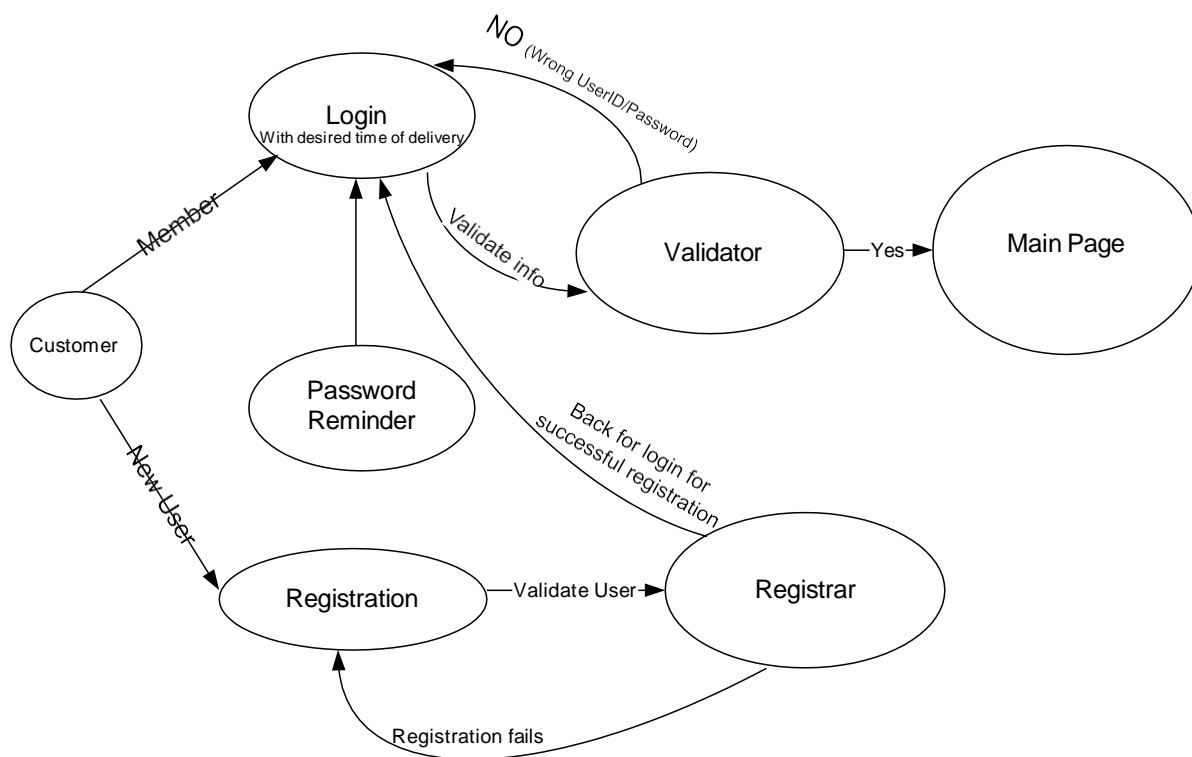 NO (Wrong UserID/Password)
Login
With desired time of delivery
Member
Validate info
Validator
Yes
Main Page
Customer
Password
Reminder
Back for login for
successful registration
New User
Registration
Validate User
Registrar
Registration fails